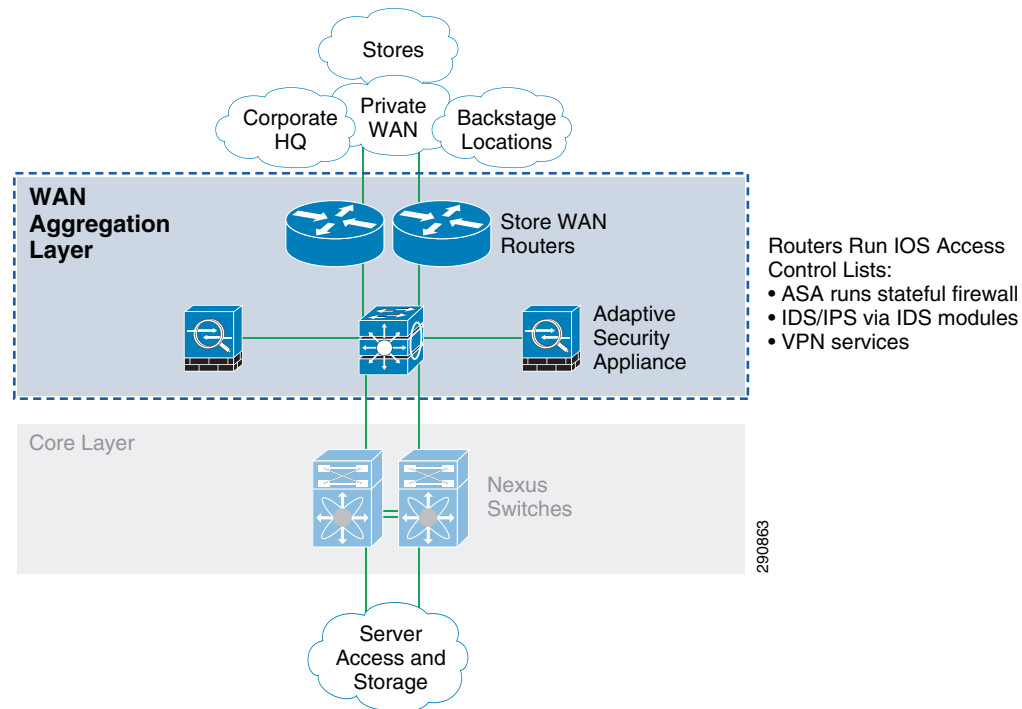 Stores
Corporate
HQ
Private
WAN
Backstage
Locations
WAN
Aggregation
Layer
Store WAN
Routers
Adaptive
Security
Appliance
Routers Run IOS Access
Control Lists:
• ASA runs stateful firewall
• IDS/IPS via IDS modules
• VPN services
Core Layer
Nexus
Switches
290863
Server
Access and
Storage